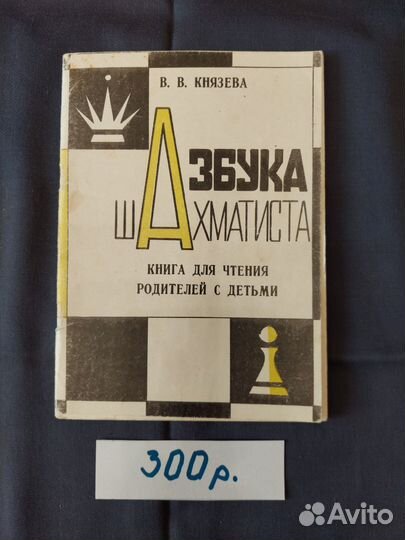 В. В. КНЯЗЕВА
АЗБУКА
ШАХМАТИСТА
КНИГА ДЛЯ ЧТЕНИЯ
РОДИТЕЛЕЙ С ДЕТЬМИ
300р.
Avito